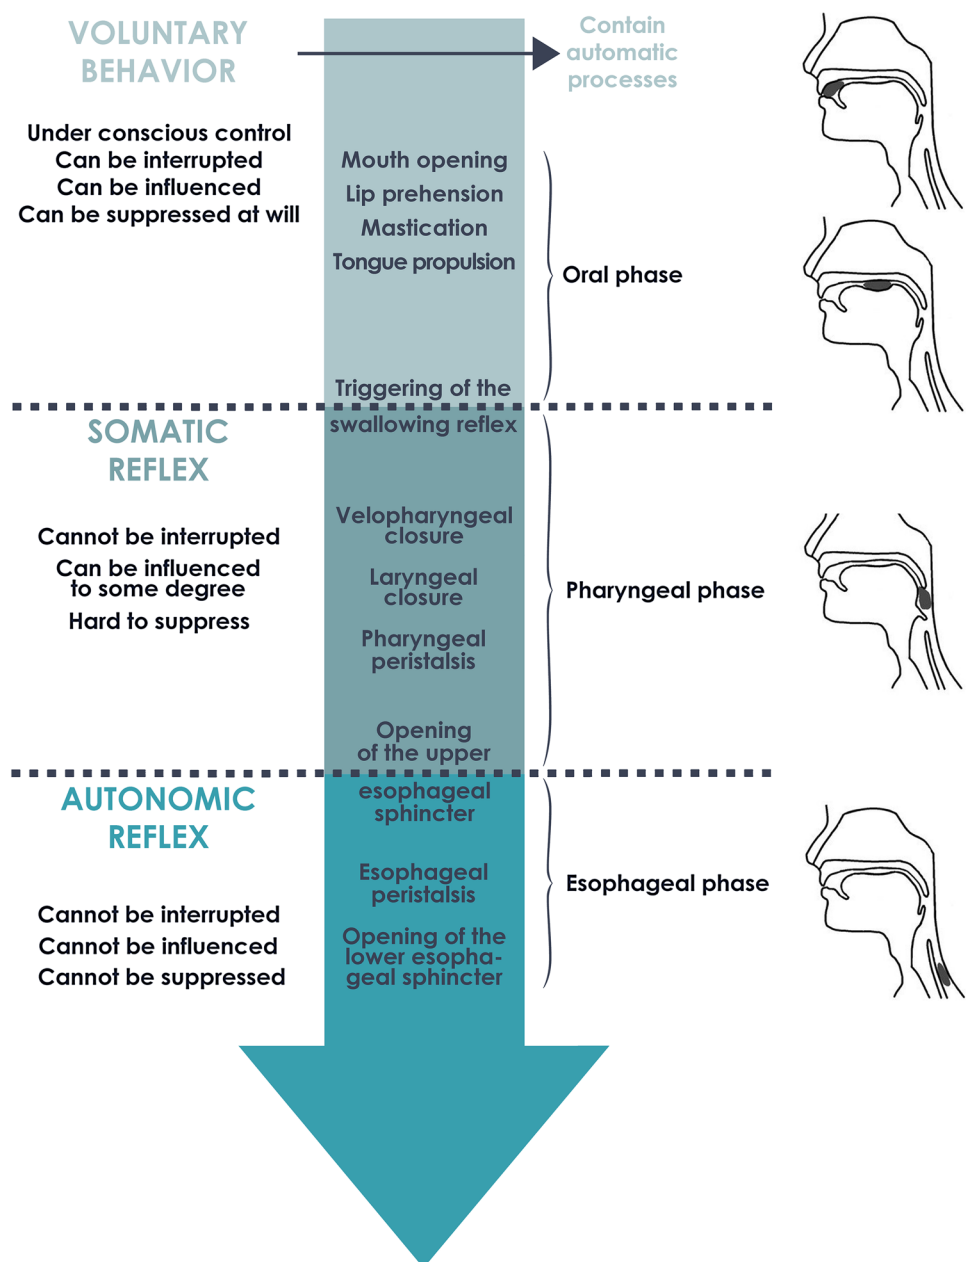 VOLUNTARY
BEHAVIOR
Contain
automatic
processes
Under conscious control
Can be interrupted
Can be influenced
Can be suppressed at will
Mouth opening
Lip prehension
Mastication
Tongue propulsion
Oral phase
Triggering of the
swallowing reflex
SOMATIC
REFLEX
Cannot be interrupted
Can be influenced
to some degree
Hard to suppress
Velopharyngeal
closure
Laryngeal
closure
Pharyngeal
peristalsis
Pharyngeal phase
Opening
of the upper
esophageal
sphincter
AUTONOMIC
REFLEX
Cannot be interrupted
Cannot be influenced
Cannot be suppressed
Esophageal
peristalsis
Opening of the
lower esopha-
geal sphincter
Esophageal phase